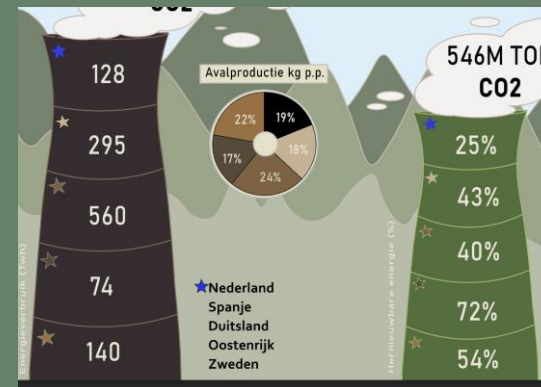 CO2
546M TO
CO2
Avalproductie kg p.p.
22%
19%
18%
17%
24%
128
295
560
74
140
Energieverbruik (Twh)
Nederland
Spanje
Duitsland
Oostenrijk
Zweden
25%
43%
40%
72%
54%
Hernieuwbare energie (%)